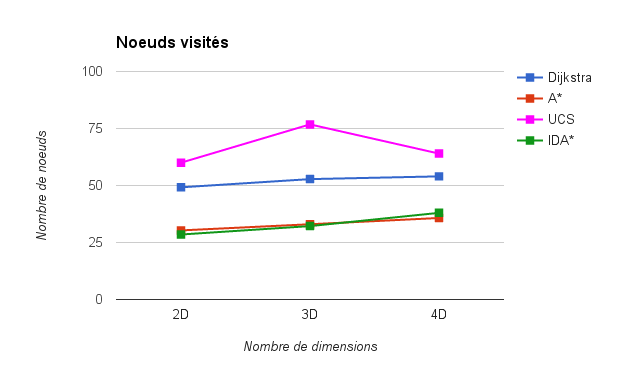 Noeuds visités
100
75
50
25
0
Nombre de noeuds
2D 3D 4D
Nombre de dimensions
Dijkstra
A*
UCS
IDA*